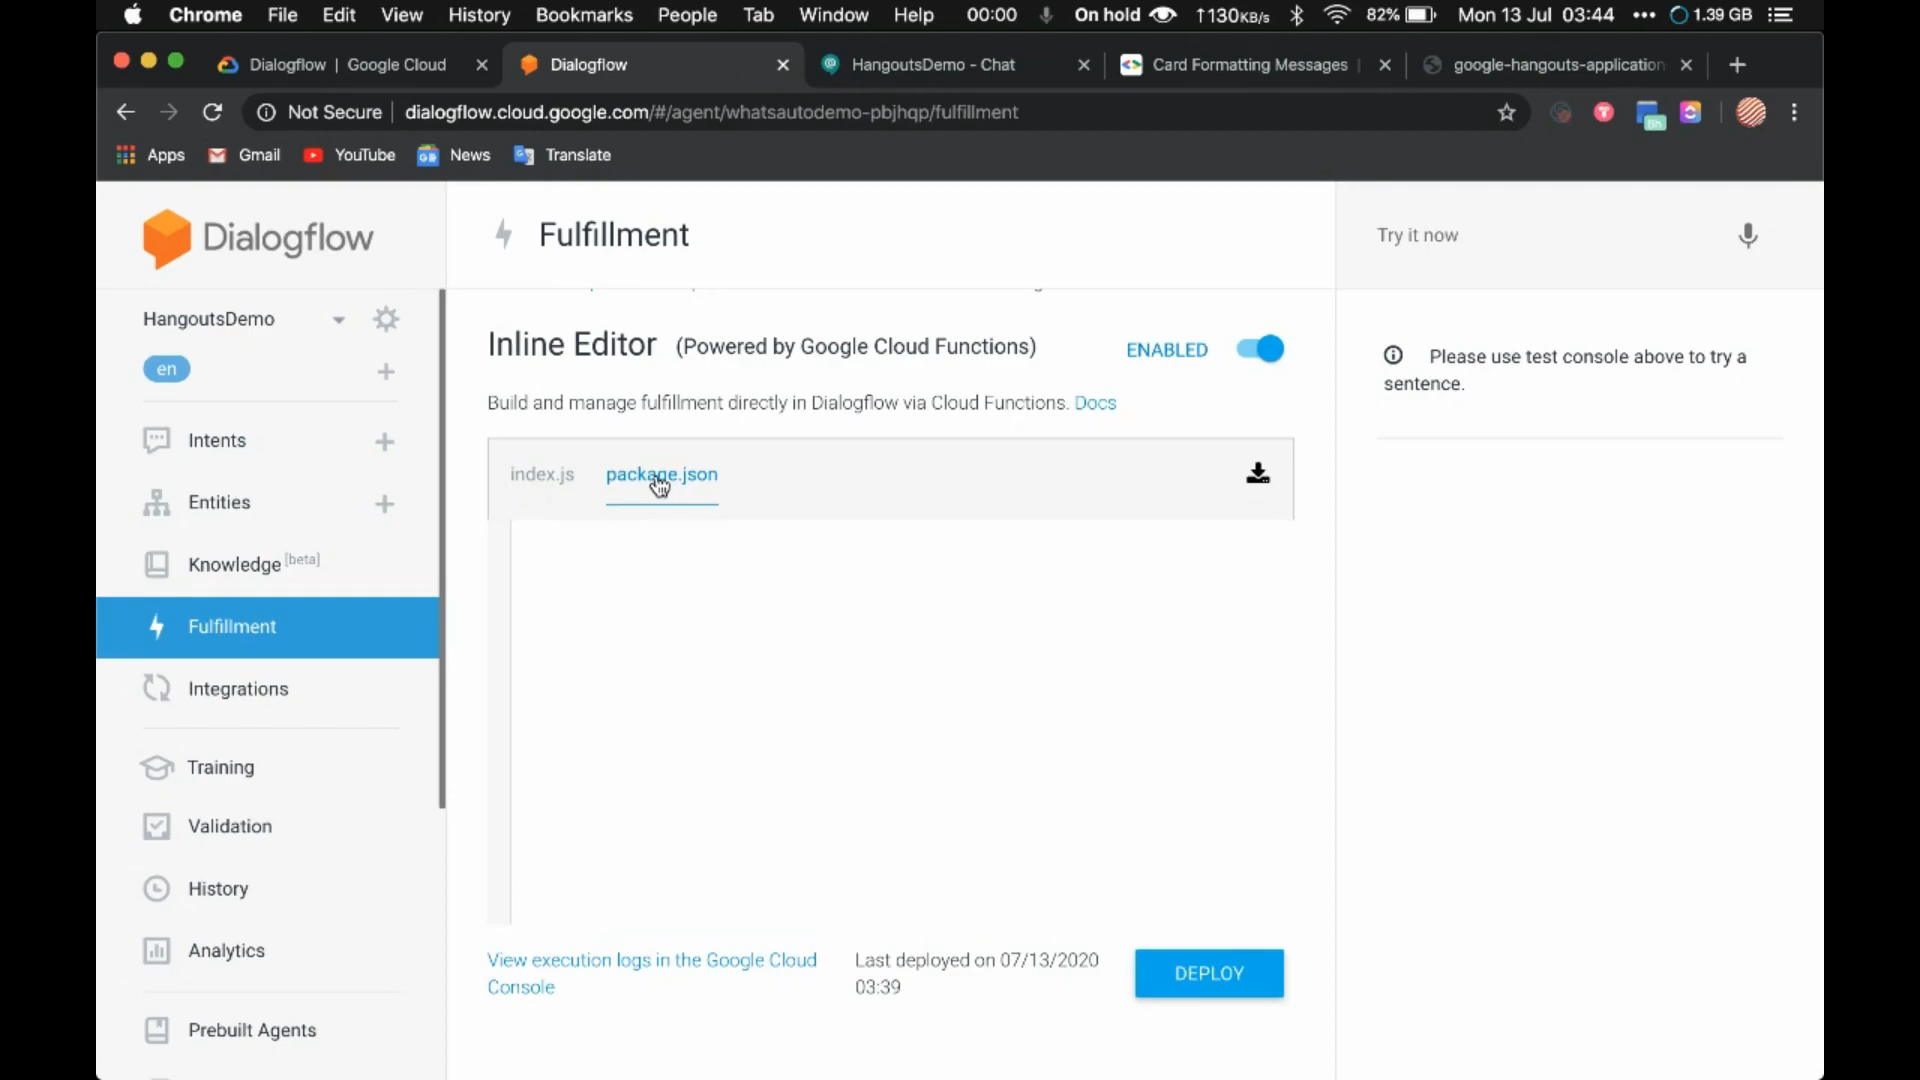 Chrome File Edit View History Bookmarks People Tab Window Help 00:00 On hold ↑130KB/s 82% Mon 13 Jul 03:44 ••• 1.39 GB
Dialogflow | Google Cloud
Dialogflow
HangoutsDemo - Chat
Card Formatting Messages
google-hangouts-application
Not Secure
dialogflow.cloud.google.com/#/agent/whatsautodemo-pbjhqp/fulfillment
Apps Gmail YouTube News Translate
Dialogflow
HangoutsDemo
en
Intents
Entities
Knowledge [beta]
Fulfillment
Integrations
Training
Validation
History
Analytics
Prebuilt Agents
Fulfillment
Inline Editor (Powered by Google Cloud Functions) ENABLED
Build and manage fulfillment directly in Dialogflow via Cloud Functions. Docs
index.js package.json
View execution logs in the Google Cloud
Console
Last deployed on 07/13/2020
03:39
DEPLOY
Try it now
Please use test console above to try a
sentence.